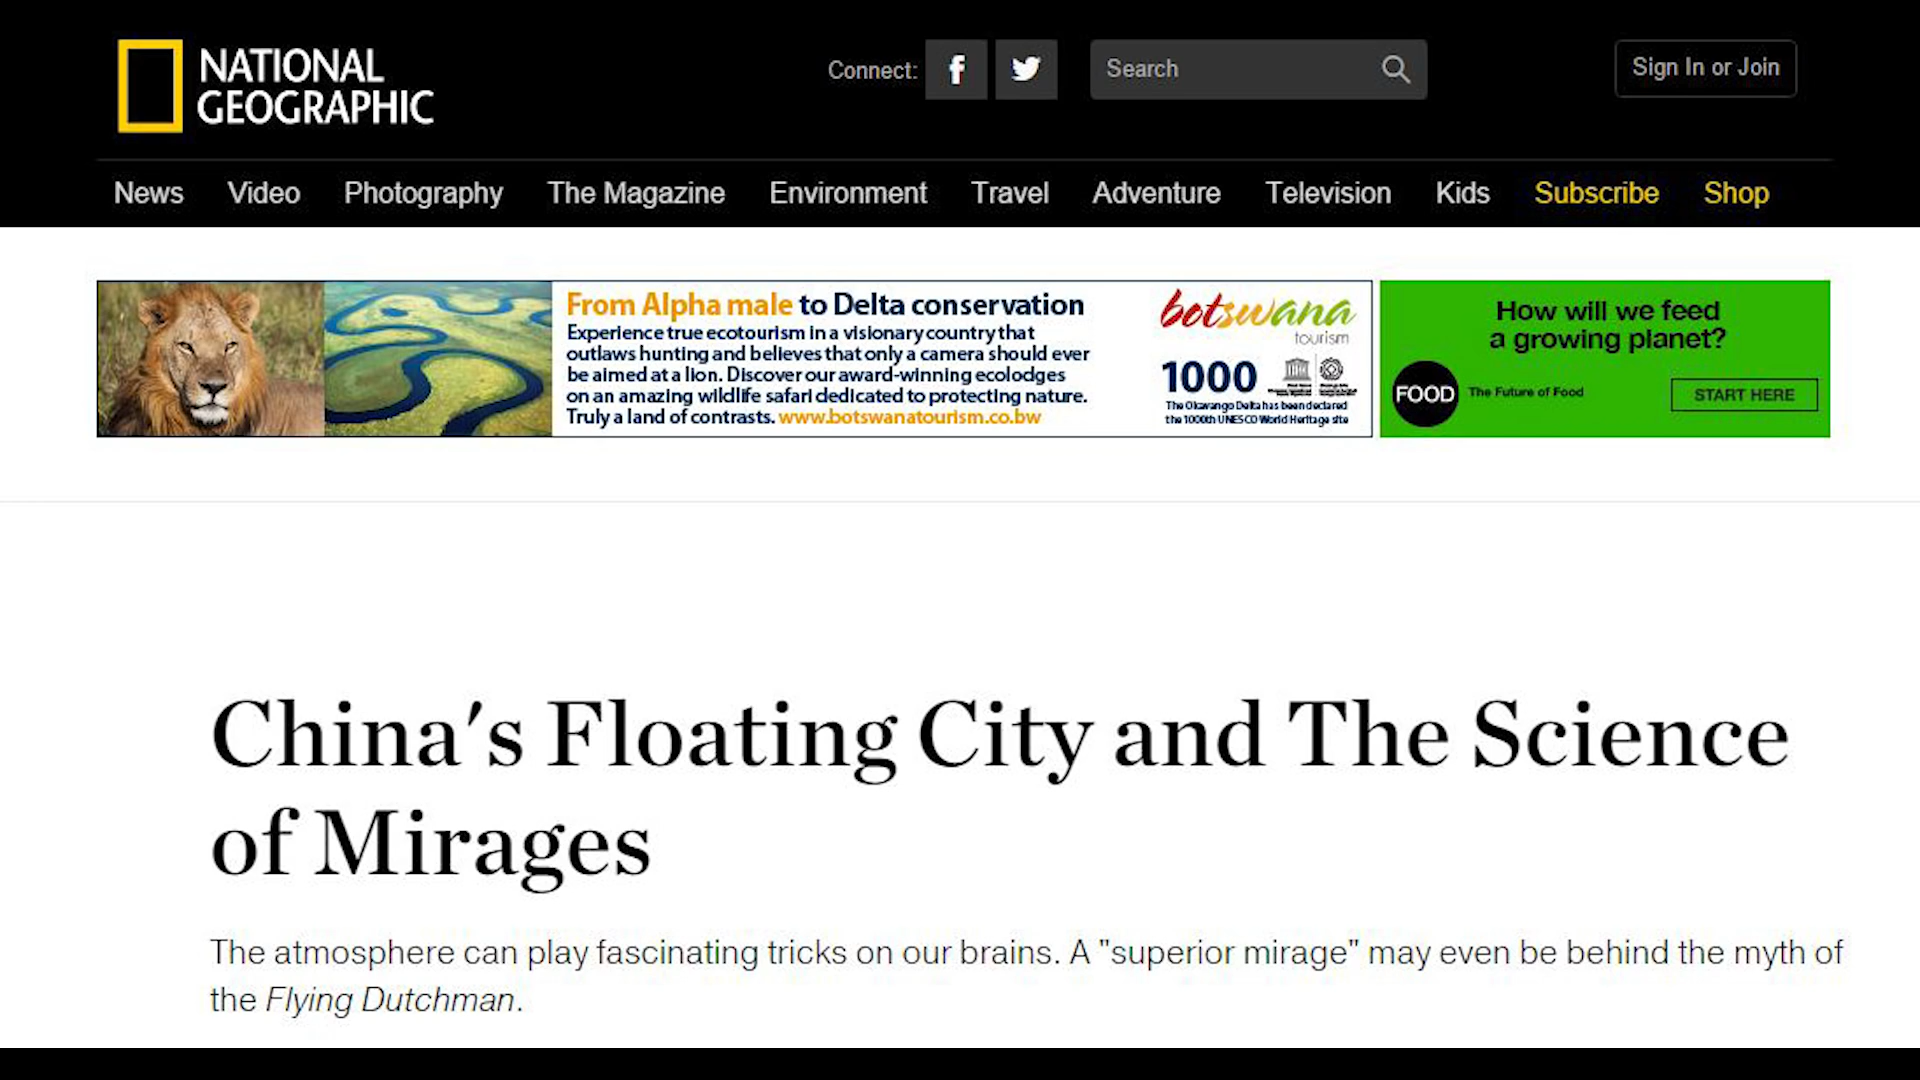 NATIONAL
GEOGRAPHIC
Connect:
Search
Sign In or Join
News Video Photography The Magazine Environment Travel Adventure Television Kids Subscribe Shop
From Alpha male to Delta conservation
Experience true ecotourism in a visionary country that
outlaws hunting and believes that only a camera should ever
be aimed at a lion. Discover our award-winning ecolodges
on an amazing wildlife safari dedicated to protecting nature.
Truly a land of contrasts. www.botswanatourism.co.bw
botswana
tourism
1000
The Okavango Delta has been declared
the 1000th UNESCO World Heritage site
How will we feed
a growing planet?
FOOD
The Future of Food
START HERE
China's Floating City and The Science
of Mirages
The atmosphere can play fascinating tricks on our brains. A "superior mirage" may even be behind the myth of
the Flying Dutchman.